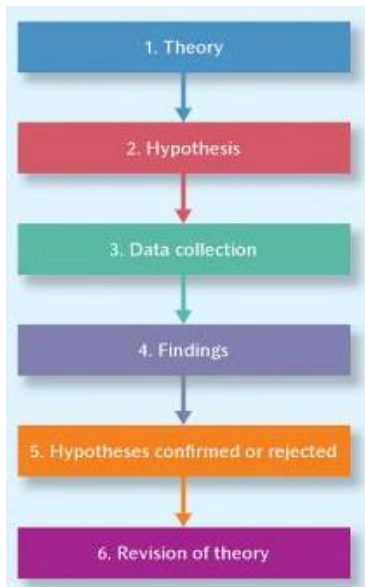 1. Theory
2. Hypothesis
3. Data collection
4. Findings
5. Hypotheses confirmed or rejected
6. Revision of theory